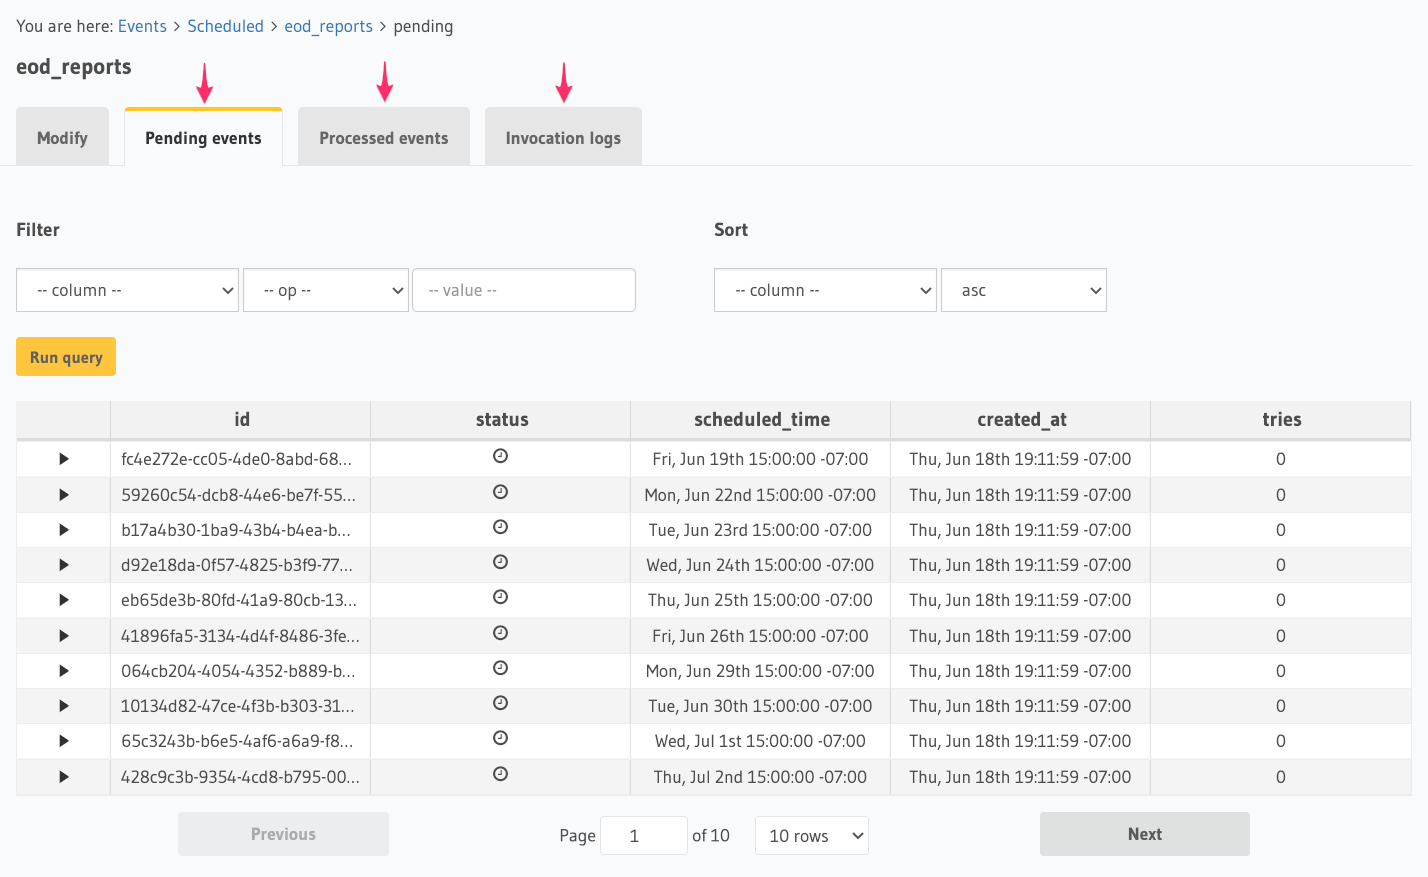 You are here: Events > Scheduled > eod_reports > pending
eod_reports
Modify Pending events Processed events Invocation logs
Filter Sort
-- column -- -- op -- -- value -- -- column -- asc
Run query
id status scheduled_time created_at tries
fc4e272e-cc05-4de0-8abd-68... Fri, Jun 19th 15:00:00 -07:00 Thu, Jun 18th 19:11:59 -07:00 0
59260c54-dcb8-44e6-be7f-55... Mon, Jun 22nd 15:00:00 -07:00 Thu, Jun 18th 19:11:59 -07:00 0
b17a4b30-1ba9-43b4-b4ea-b... Tue, Jun 23rd 15:00:00 -07:00 Thu, Jun 18th 19:11:59 -07:00 0
d92e18da-0f57-4825-b3f9-77... Wed, Jun 24th 15:00:00 -07:00 Thu, Jun 18th 19:11:59 -07:00 0
eb65de3b-80fd-41a9-80cb-13... Thu, Jun 25th 15:00:00 -07:00 Thu, Jun 18th 19:11:59 -07:00 0
41896fa5-3134-4d4f-8486-3fe... Fri, Jun 26th 15:00:00 -07:00 Thu, Jun 18th 19:11:59 -07:00 0
064cb204-4054-4352-b889-b... Mon, Jun 29th 15:00:00 -07:00 Thu, Jun 18th 19:11:59 -07:00 0
10134d82-47ce-4f3b-b303-31... Tue, Jun 30th 15:00:00 -07:00 Thu, Jun 18th 19:11:59 -07:00 0
65c3243b-b6e5-4af6-a6a9-f8... Wed, Jul 1st 15:00:00 -07:00 Thu, Jun 18th 19:11:59 -07:00 0
428c9c3b-9354-4cd8-b795-00... Thu, Jul 2nd 15:00:00 -07:00 Thu, Jun 18th 19:11:59 -07:00 0
Previous Page 1 of 10 10 rows Next